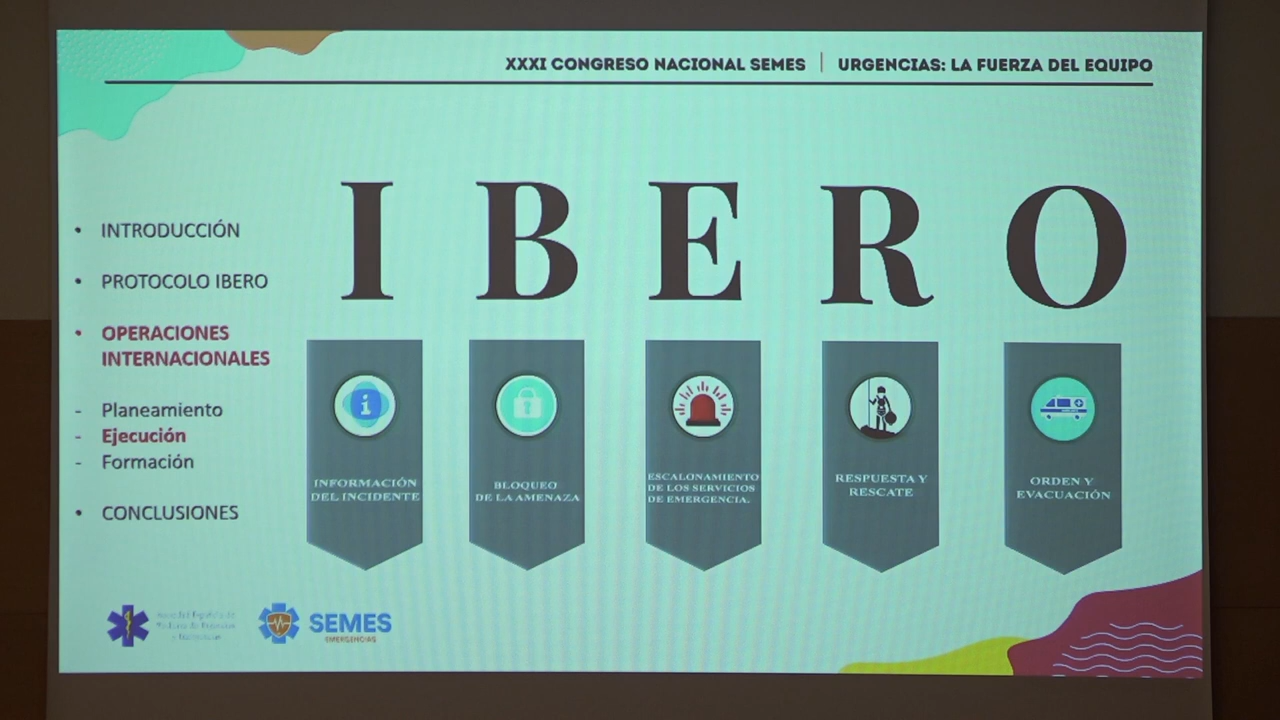 XXXI CONGRESO NACIONAL SEMES | URGENCIAS: LA FUERZA DEL EQUIPO
I B E R O
• INTRODUCCIÓN
• PROTOCOLO IBERO
• OPERACIONES
INTERNACIONALES
- Planeamiento
- Ejecución
- Formación
• CONCLUSIONES
INFORMACIÓN
DEL INCIDENTE
BLOQUEO
DE LA AMENAZA
ESCALONAMIENTO
DE LOS SERVICIOS
DE EMERGENCIA.
RESPUESTA Y
RESCATE
ORDEN Y
EVACUACIÓN
SEMES
EMERGENCIAS